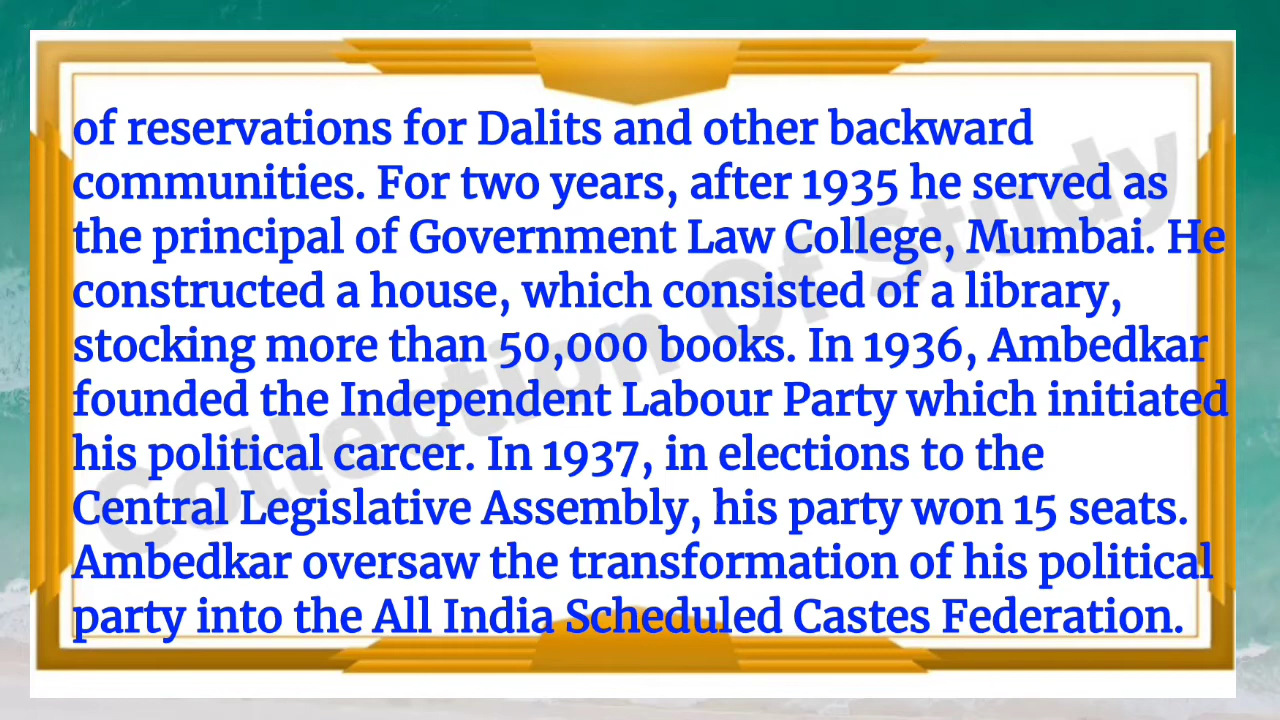 of reservations for Dalits and other backward
communities. For two years, after 1935 he served as
the principal of Government Law College, Mumbai. He
constructed a house, which consisted of a library,
stocking more than 50,000 books. In 1936, Ambedkar
founded the Independent Labour Party which initiated
his political carcer. In 1937, in elections to the
Central Legislative Assembly, his party won 15 seats.
Ambedkar oversaw the transformation of his political
party into the All India Scheduled Castes Federation.
Collection Of Study